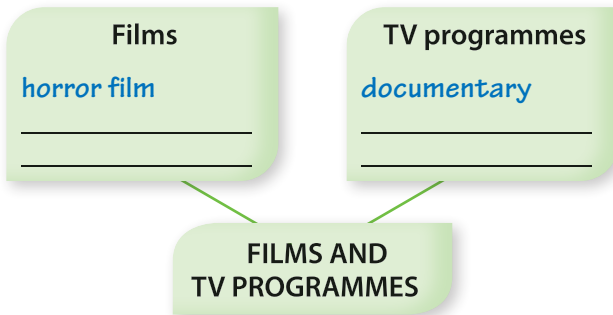 Films
horror film
TV programmes
documentary
FILMS AND
TV PROGRAMMES